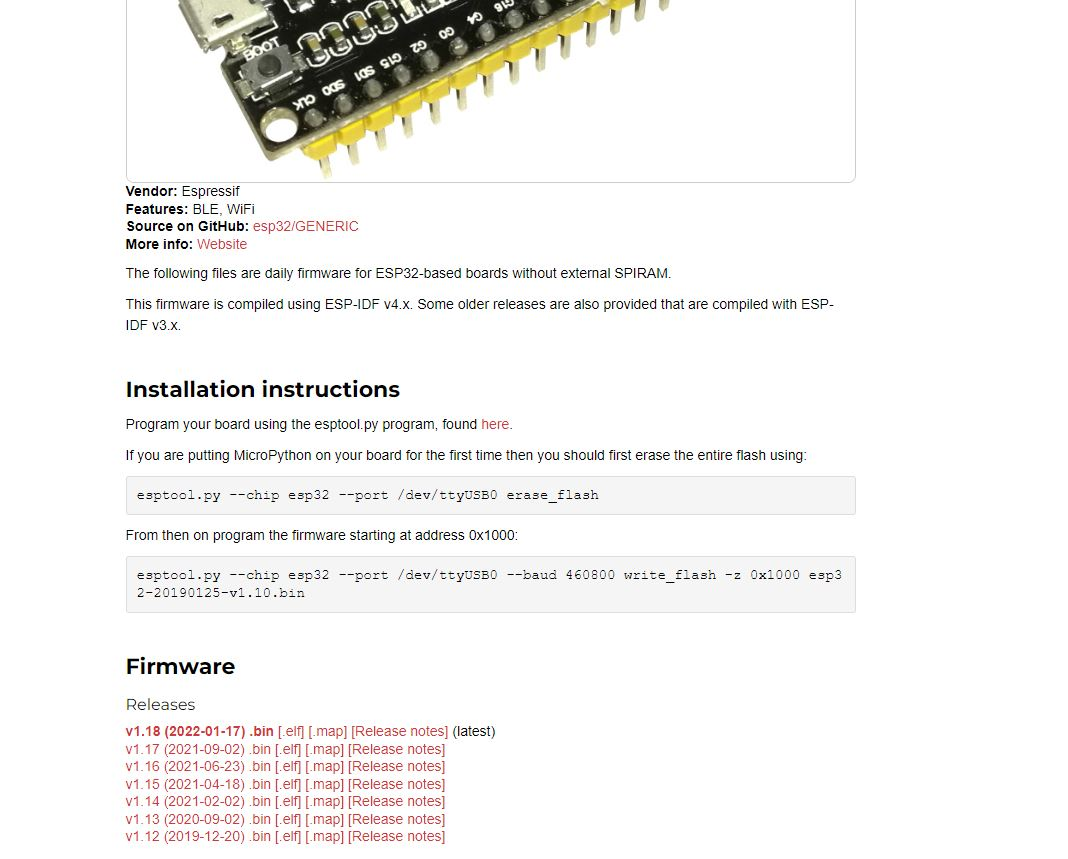 BOOT
CLK
SD0
SD1
G15
G2
G0
G4
G16
Vendor: Espressif
Features: BLE, WiFi
Source on GitHub: esp32/GENERIC
More info: Website
The following files are daily firmware for ESP32-based boards without external SPIRAM.
This firmware is compiled using ESP-IDF v4.x. Some older releases are also provided that are compiled with ESP-
IDF v3.x.
Installation instructions
Program your board using the esptool.py program, found here.
If you are putting MicroPython on your board for the first time then you should first erase the entire flash using:
esptool.py --chip esp32 --port /dev/ttyUSB0 erase_flash
From then on program the firmware starting at address 0x1000:
esptool.py --chip esp32 --port /dev/ttyUSB0 --baud 460800 write_flash -z 0x1000 esp3
2-20190125-v1.10.bin
Firmware
Releases
v1.18 (2022-01-17) .bin [.elf] [.map] [Release notes] (latest)
v1.17 (2021-09-02) .bin [.elf] [.map] [Release notes]
v1.16 (2021-06-23) .bin [.elf] [.map] [Release notes]
v1.15 (2021-04-18) .bin [.elf] [.map] [Release notes]
v1.14 (2021-02-02) .bin [.elf] [.map] [Release notes]
v1.13 (2020-09-02) .bin [.elf] [.map] [Release notes]
v1.12 (2019-12-20) .bin [.elf] [.map] [Release notes]